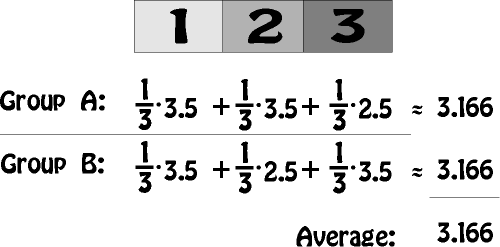 1 2 3
Group A: 1/3·3.5 + 1/3·3.5 + 1/3·2.5 ≈ 3.166
Group B: 1/3·3.5 + 1/3·2.5 + 1/3·3.5 ≈ 3.166
Average: 3.166